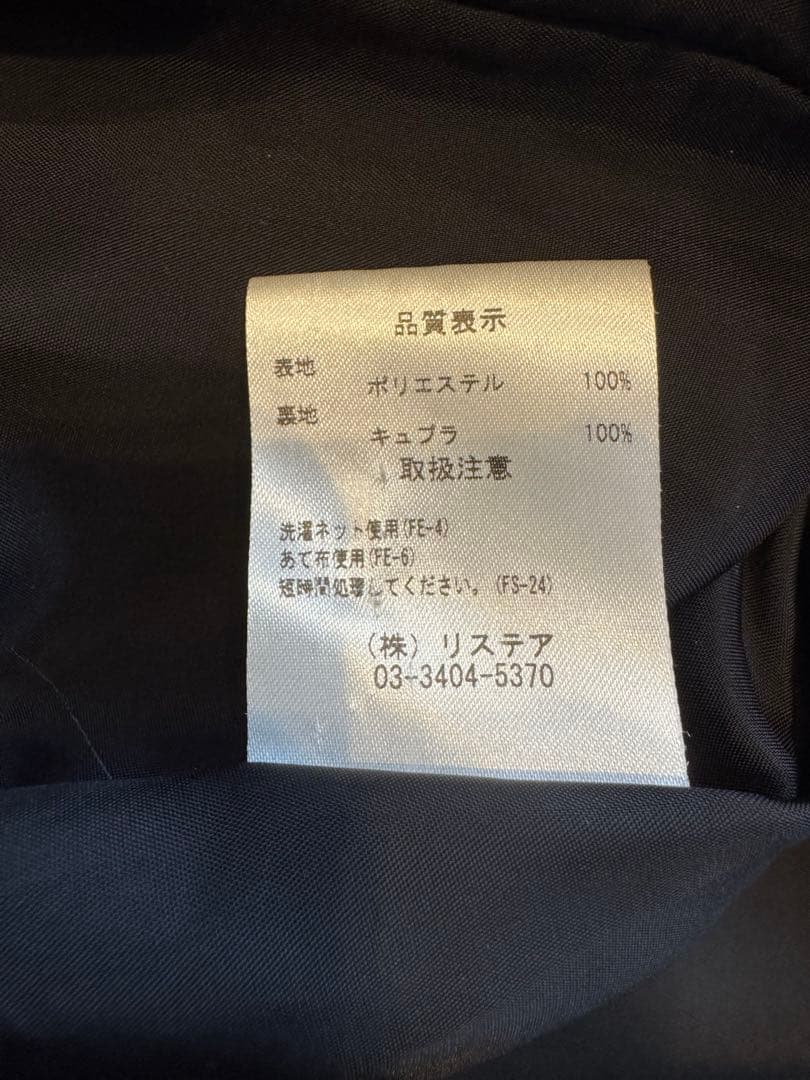 品質表示
表地
ポリエステル 100%
裏地
キュプラ 100%
取扱注意
洗濯ネット使用(FE-4)
あて布使用(FE-6)
短時間処理してください。(FS-24)
(株) リステア
03-3404-5370